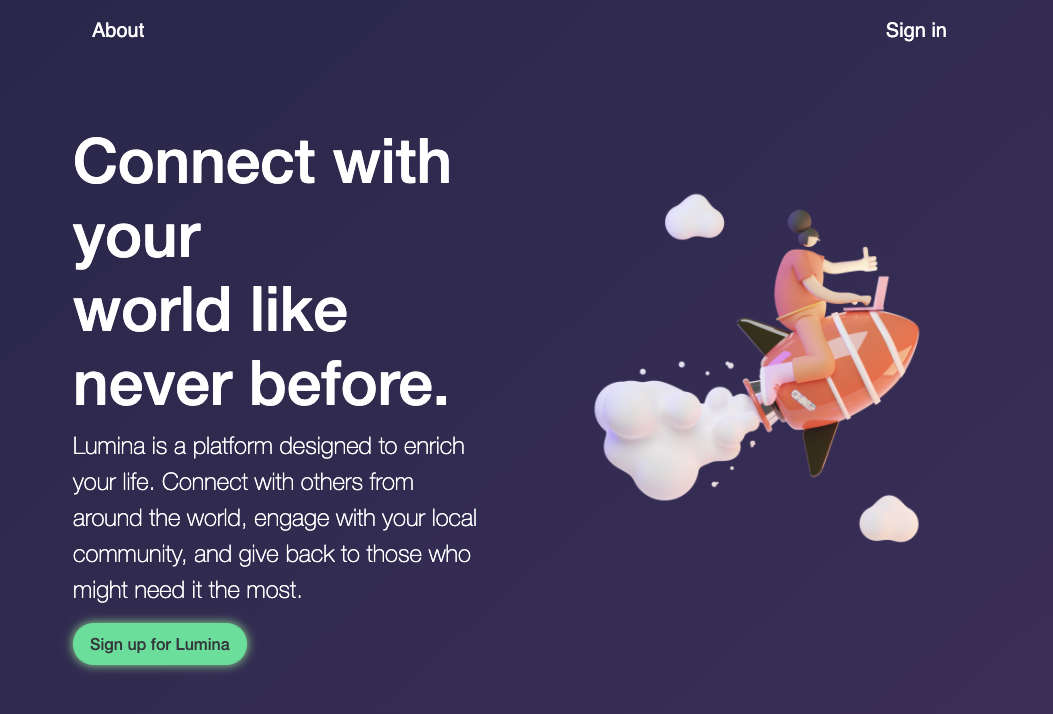 About
Sign in
Connect with
your
world like
never before.
Lumina is a platform designed to enrich
your life. Connect with others from
around the world, engage with your local
community, and give back to those who
might need it the most.
Sign up for Lumina